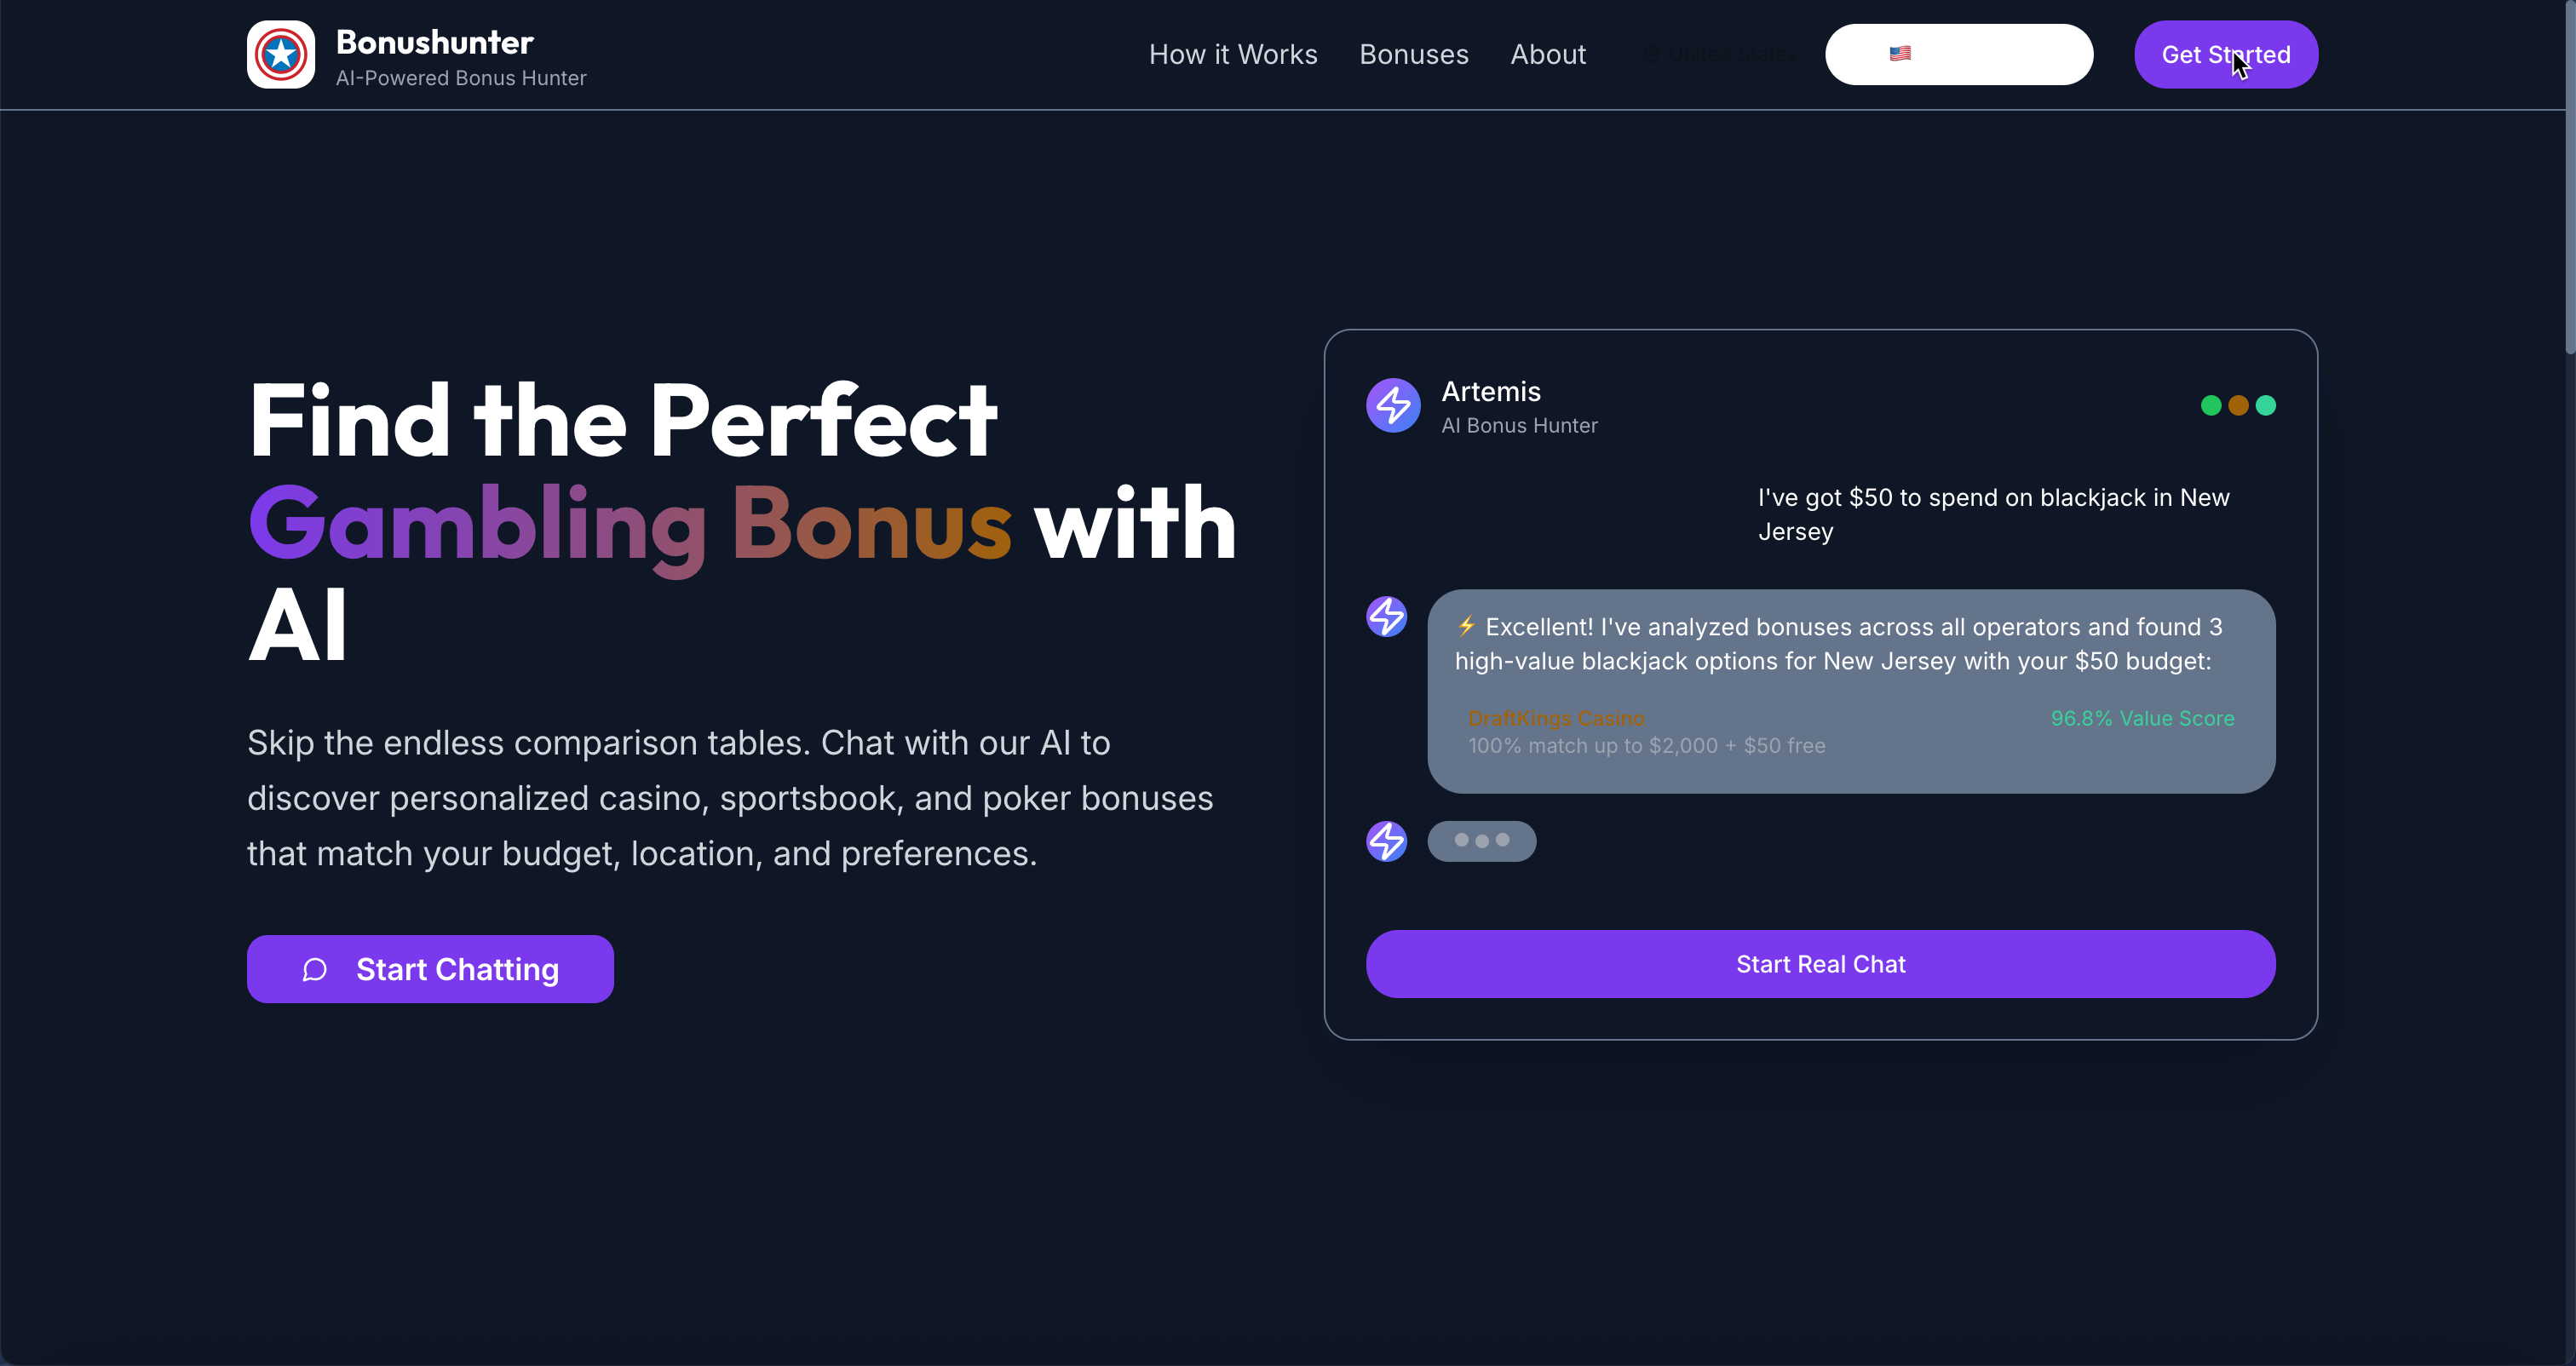 Bonushunter
AI-Powered Bonus Hunter
How it Works
Bonuses
About
United States
Get Started
Find the Perfect
Gambling Bonus with
AI
Skip the endless comparison tables. Chat with our AI to
discover personalized casino, sportsbook, and poker bonuses
that match your budget, location, and preferences.
Start Chatting
Artemis
AI Bonus Hunter
I've got $50 to spend on blackjack in New
Jersey
⚡ Excellent! I've analyzed bonuses across all operators and found 3
high-value blackjack options for New Jersey with your $50 budget:
DraftKings Casino
96.8% Value Score
100% match up to $2,000 + $50 free
Start Real Chat